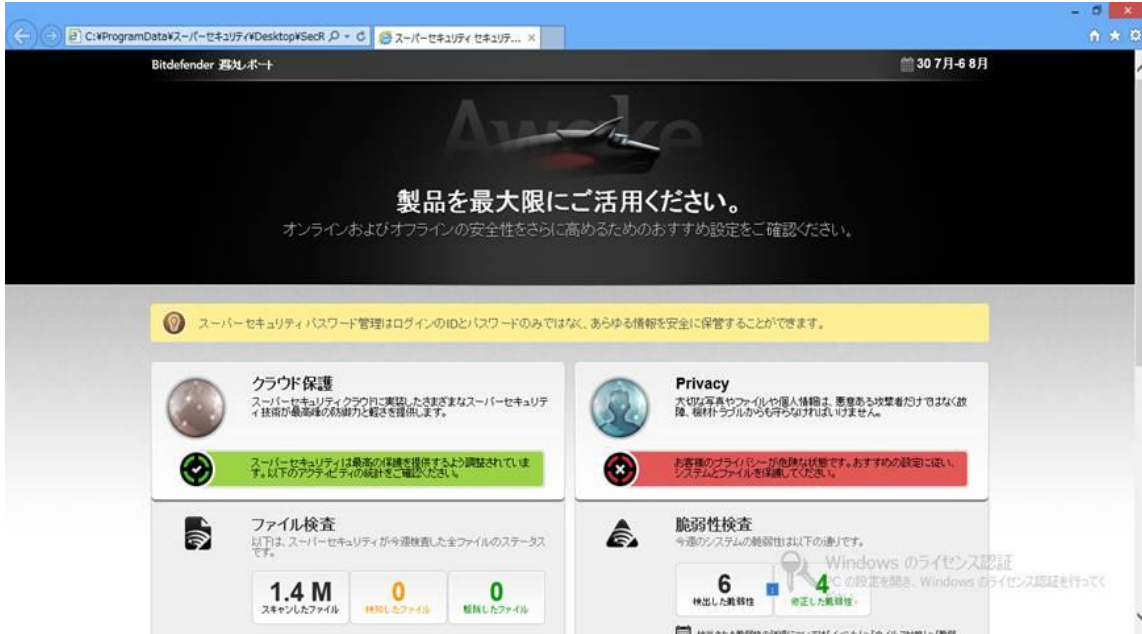 C:¥ProgramData¥スーパーセキュリティ¥Desktop¥SecR
スーパーセキュリティ セキュリテ...
Bitdefender 週次レポート
30 7月-6 8月
Awake
製品を最大限にご活用ください。
オンラインおよびオフラインの安全性をさらに高めるためのおすすめ設定をご確認ください。
スーパーセキュリティ パスワード管理はログインのIDとパスワードのみではなく、あらゆる情報を安全に保管することができます。
クラウド保護
スーパーセキュリティクラウドに実装したさまざまなスーパーセキュリテ
ィ技術が最高峰の防御力と軽さを提供します。
スーパーセキュリティは最高の保護を提供するよう調整されていま
す。以下のアクティビティの統計をご確認ください。
Privacy
大切な写真やファイルや個人情報は、悪意ある攻撃者だけではなく故
障、機材トラブルからも守らなければいけません。
お客様のプライバシーが危険な状態です。おすすめの設定に従い、
システムとファイルを保護してください。
ファイル検査
以下は、スーパーセキュリティが今週検査した全ファイルのステータス
です。
1.4 M
スキャンしたファイル
0
検知したファイル
0
駆除したファイル
脆弱性検査
今週のシステムの脆弱性は以下の通りです。
6
検出した脆弱性
4
修正した脆弱性
Windows のライセンス認証
PC の設定を開き、Windows のライセンス認証を行ってく